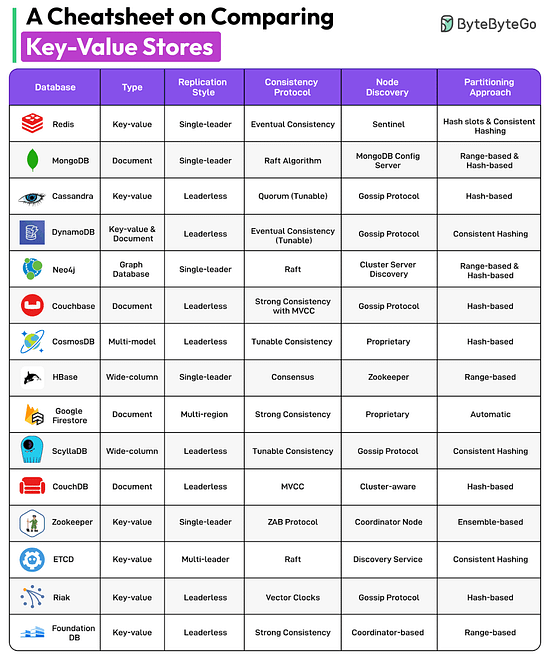 A Cheatsheet on Comparing
Key-Value Stores
ByteByteGo
Database Type Replication Style Consistency Protocol Node Discovery Partitioning Approach
Redis Key-value Single-leader Eventual Consistency Sentinel Hash slots & Consistent Hashing
MongoDB Document Single-leader Raft Algorithm MongoDB Config Server Range-based & Hash-based
Cassandra Key-value Leaderless Quorum (Tunable) Gossip Protocol Hash-based
DynamoDB Key-value & Document Leaderless Eventual Consistency (Tunable) Gossip Protocol Consistent Hashing
Neo4j Graph Database Single-leader Raft Cluster Server Discovery Range-based & Hash-based
Couchbase Document Leaderless Strong Consistency with MVCC Gossip Protocol Hash-based
CosmosDB Multi-model Leaderless Tunable Consistency Proprietary Hash-based
HBase Wide-column Single-leader Consensus Zookeeper Range-based
Google Firestore Document Multi-region Strong Consistency Proprietary Automatic
ScyllaDB Wide-column Leaderless Tunable Consistency Gossip Protocol Consistent Hashing
CouchDB Document Leaderless MVCC Cluster-aware Hash-based
Zookeeper Key-value Single-leader ZAB Protocol Coordinator Node Ensemble-based
ETCD Key-value Multi-leader Raft Discovery Service Consistent Hashing
Riak Key-value Leaderless Vector Clocks Gossip Protocol Hash-based
Foundation DB Key-value Leaderless Strong Consistency Coordinator-based Range-based